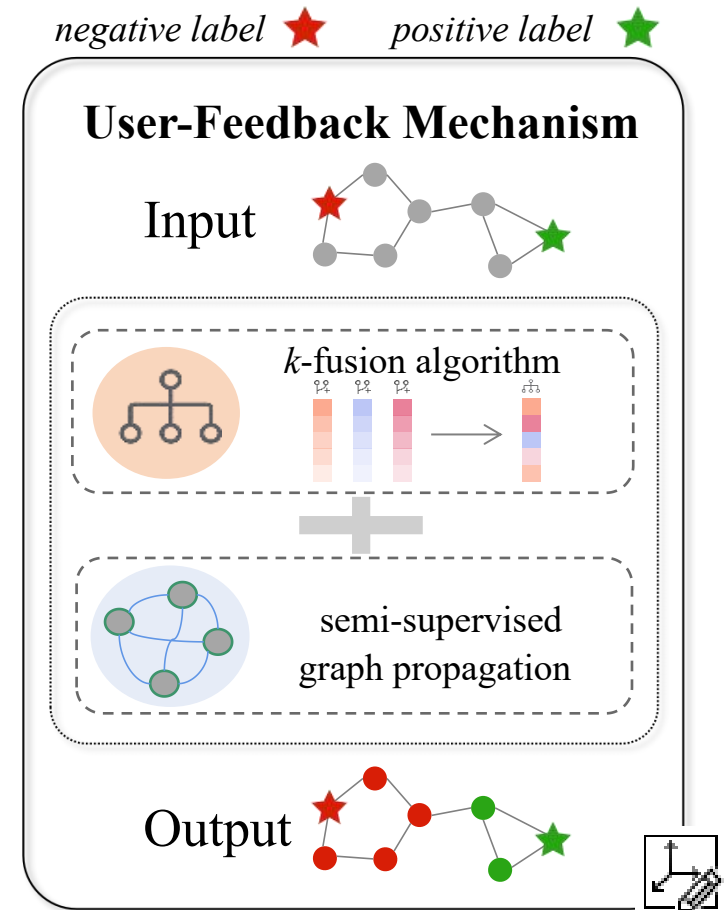 negative label positive label
User-Feedback Mechanism
Input
k-fusion algorithm
semi-supervised
graph propagation
Output